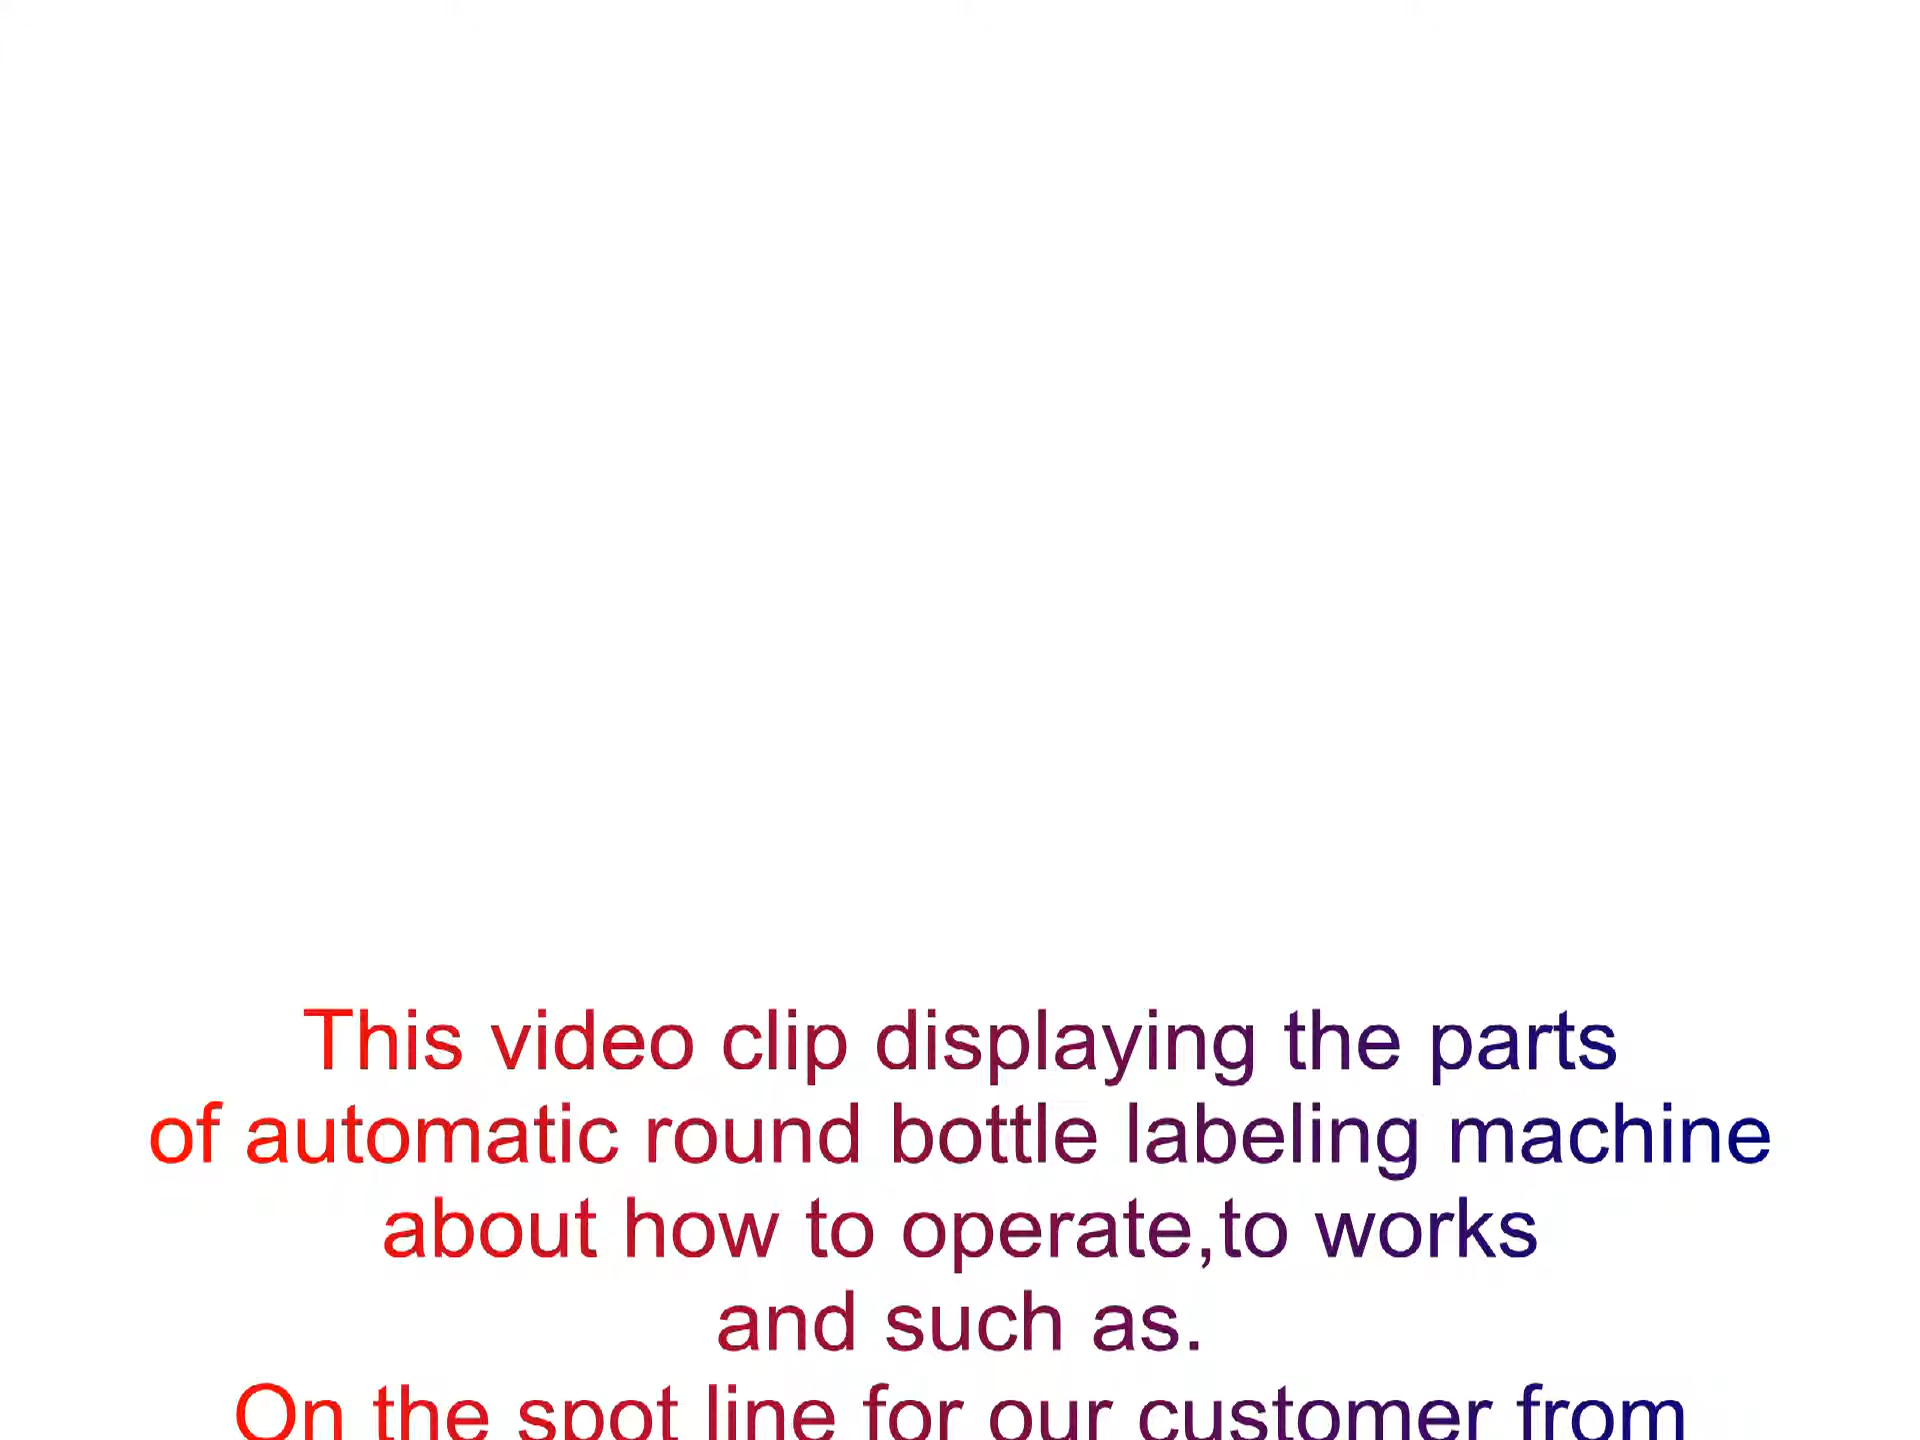 This video clip displaying the parts
of automatic round bottle labeling machine
about how to operate,to works
and such as.
On the spot line for our customer from